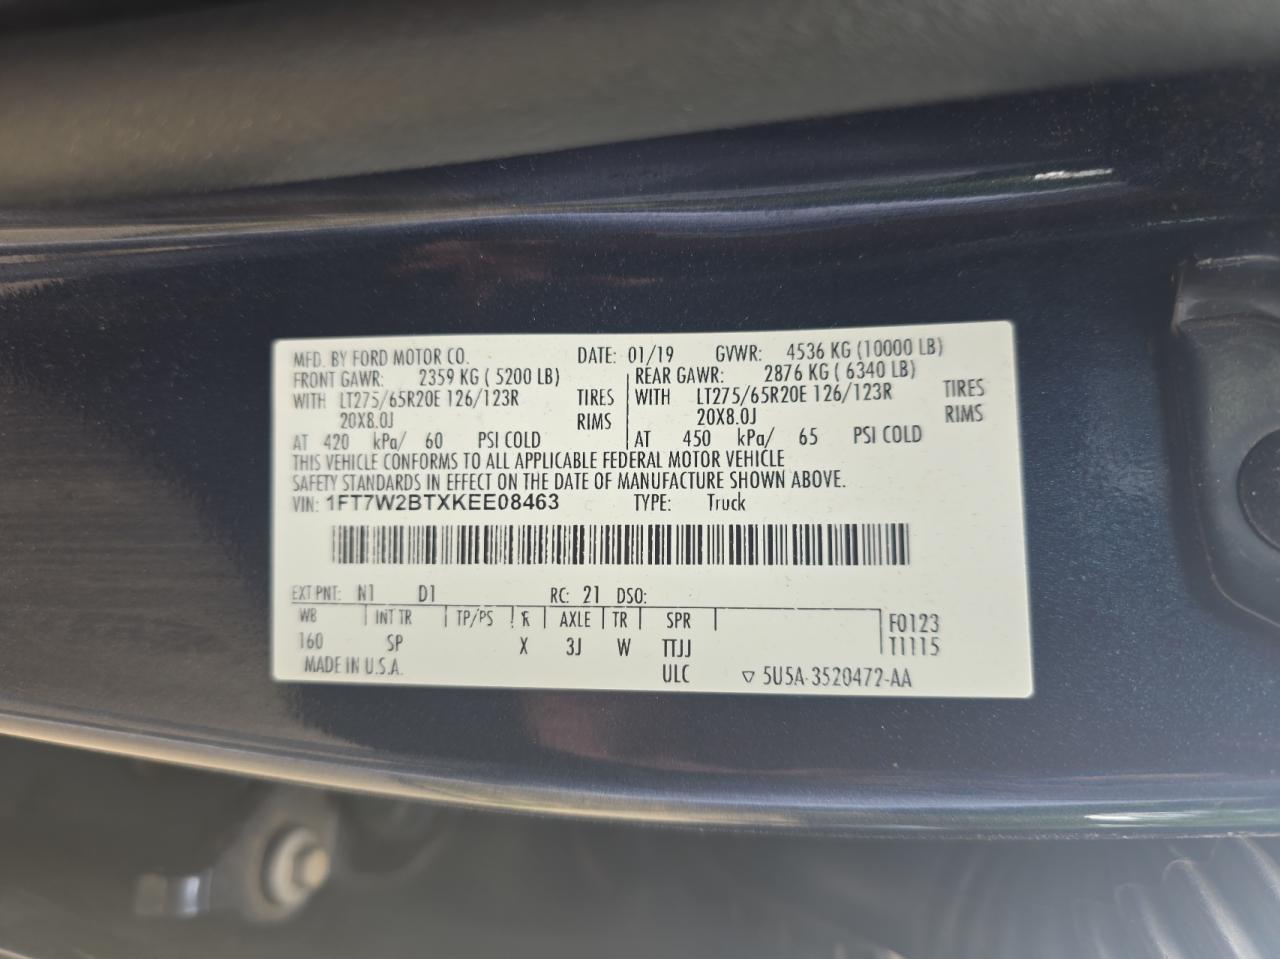 MFD. BY FORD MOTOR CO. DATE: 01/19 GVWR: 4536 KG (10000 LB)
FRONT GAWR: 2359 KG ( 5200 LB) REAR GAWR: 2876 KG ( 6340 LB)
WITH LT275/65R20E 126/123R TIRES WITH LT275/65R20E 126/123R TIRES
20X8.0J RIMS 20X8.0J RIMS
AT 420 kPa/ 60 PSI COLD AT 450 kPa/ 65 PSI COLD
THIS VEHICLE CONFORMS TO ALL APPLICABLE FEDERAL MOTOR VEHICLE
SAFETY STANDARDS IN EFFECT ON THE DATE OF MANUFACTURE SHOWN ABOVE.
VIN: 1FT7W2BTXKEE08463 TYPE: Truck
EXT PNT: N1 D1 RC: 21 DSO:
WB INT TR TP/PS R AXLE TR SPR F0123
160 SP X 3J W TTJJ T1115
MADE IN U.S.A. ULC ▽ 5U5A-3520472-AA